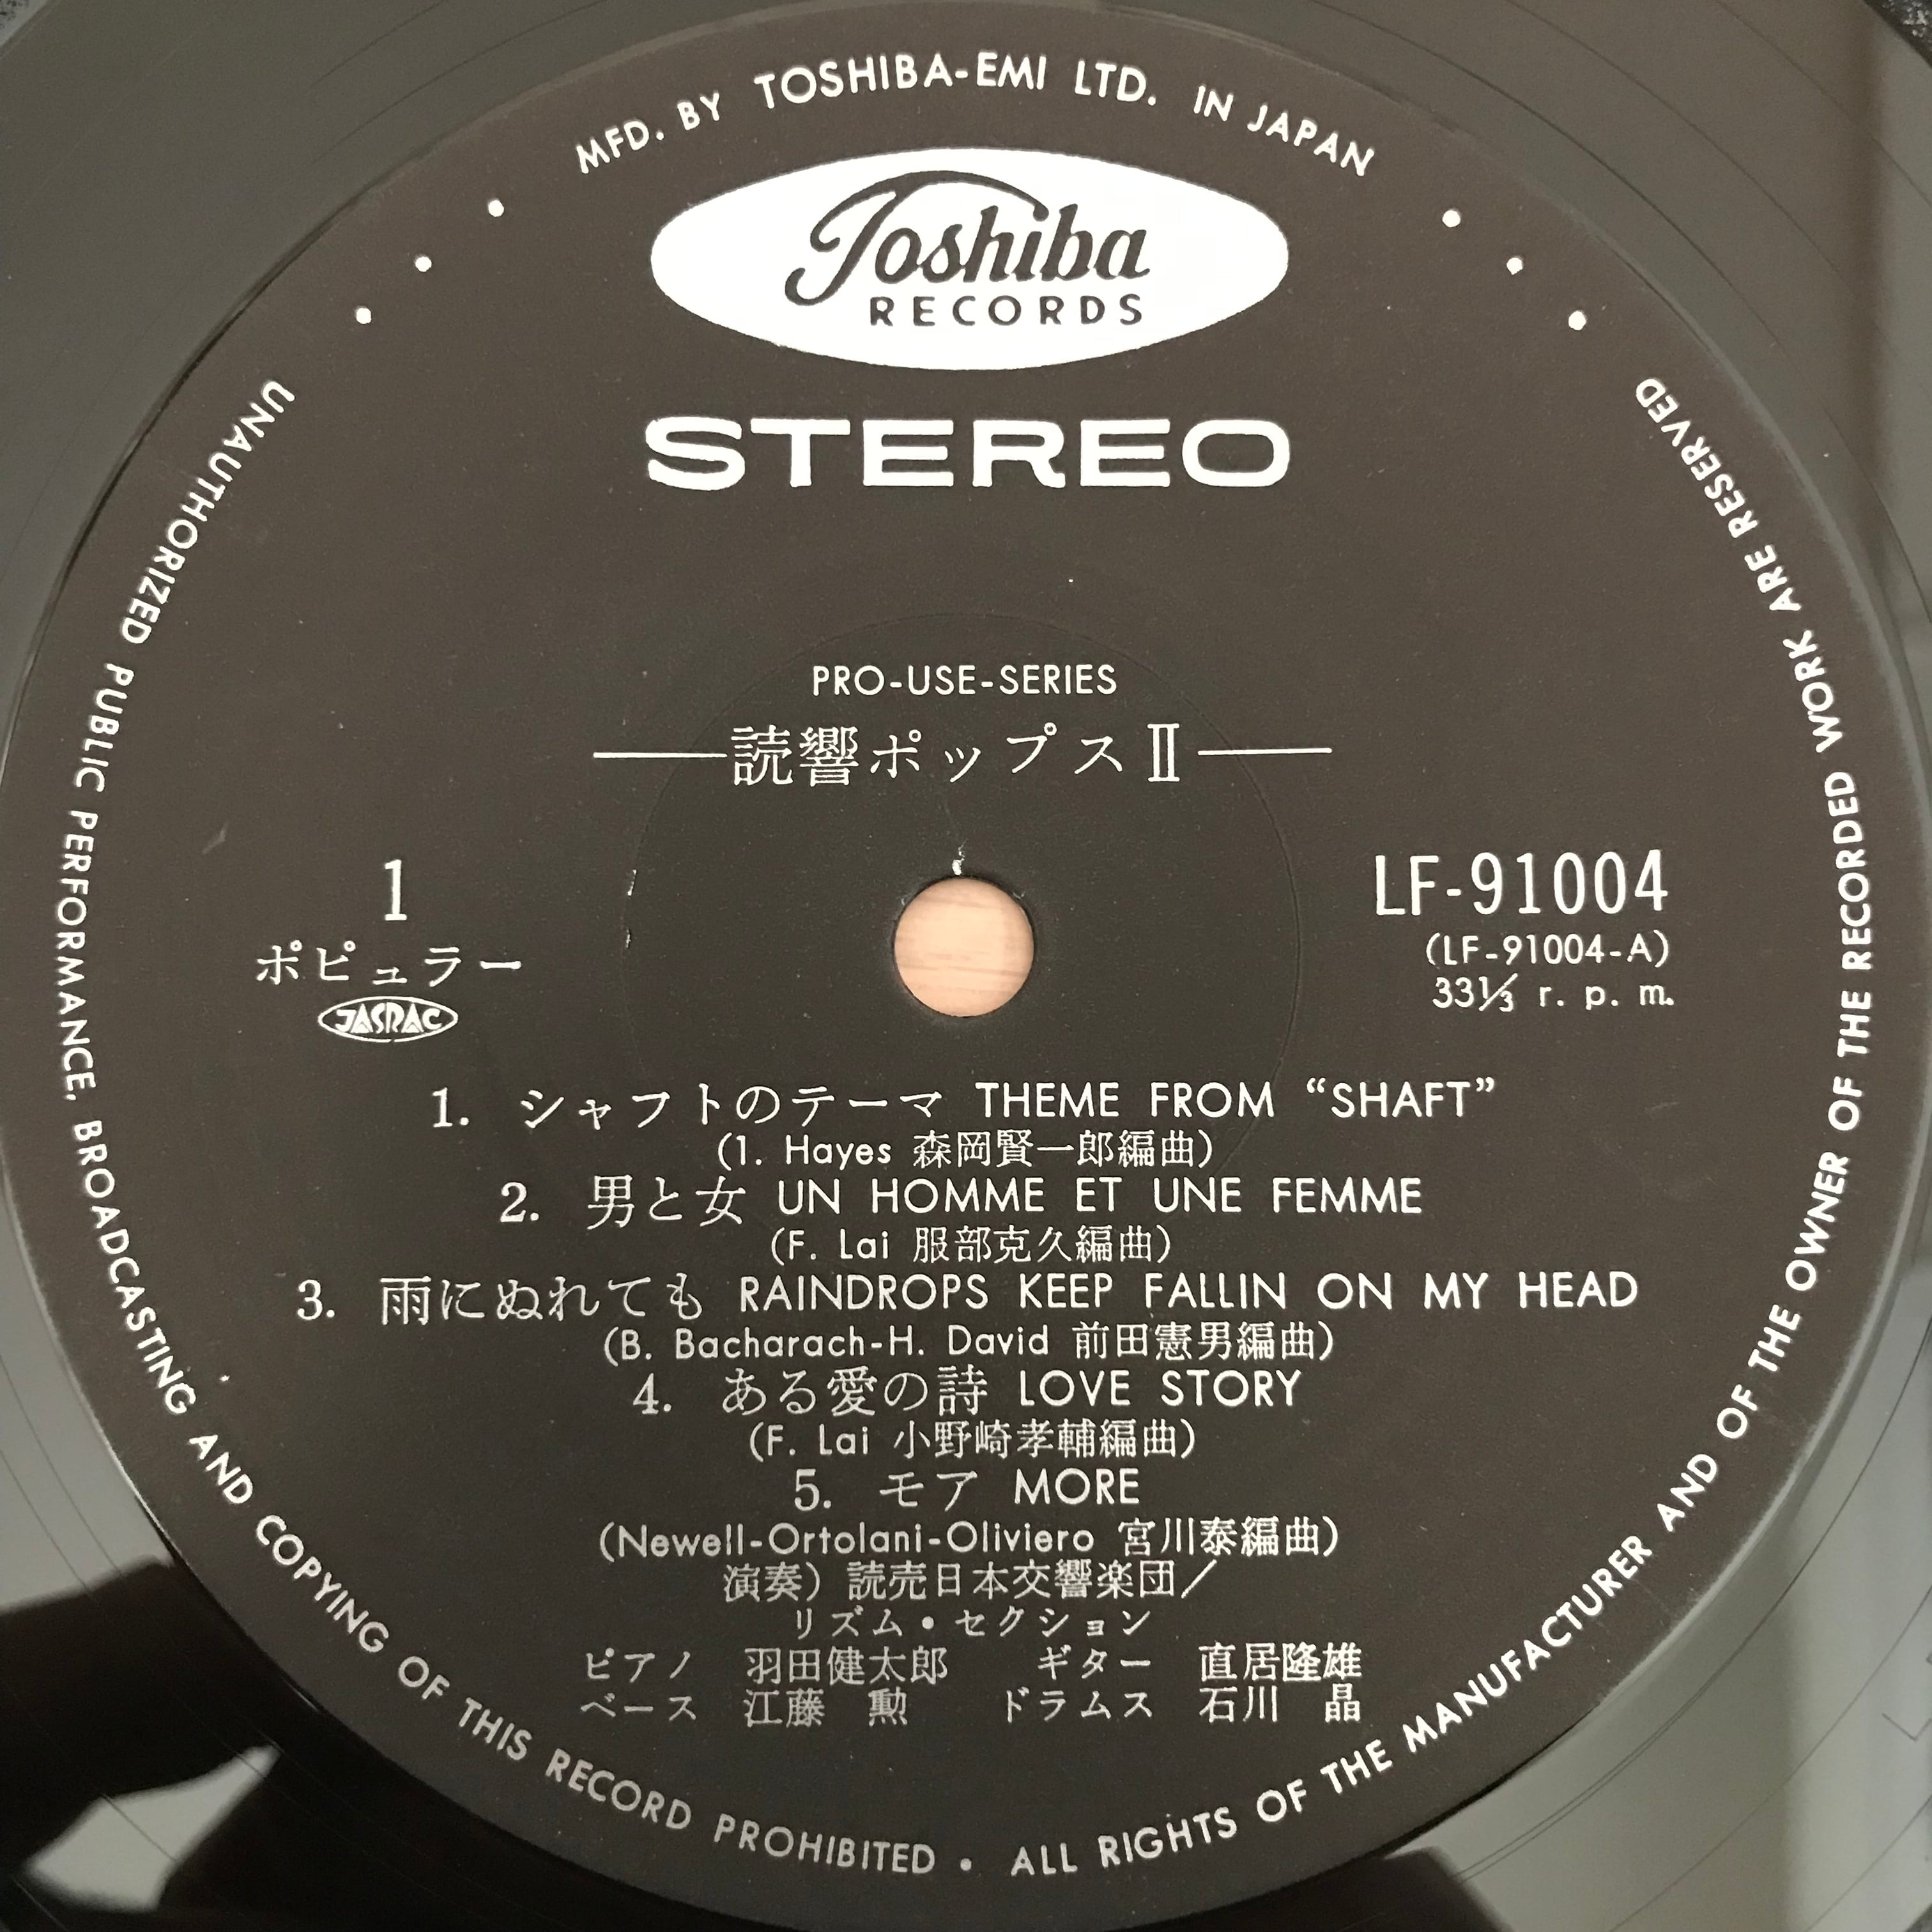 MFD. BY TOSHIBA-EMI LTD. IN JAPAN
Toshiba
RECORDS
STEREO
PRO-USE-SERIES
読響ポップスⅡ
1
ポピュラー
JASRAC
LF-91004
(LF-91004-A)
33⅓ r. p. m.
1. シャフトのテーマ THEME FROM “SHAFT”
(1. Hayes 森岡賢一郎編曲)
2. 男と女 UN HOMME ET UNE FEMME
(F. Lai 服部克久編曲)
3. 雨にぬれても RAINDROPS KEEP FALLIN ON MY HEAD
(B. Bacharach-H. David 前田憲男編曲)
4. ある愛の詩 LOVE STORY
(F. Lai 小野崎孝輔編曲)
5. モア MORE
(Newell-Ortolani-Oliviero 宮川泰編曲)
演奏) 読売日本交響楽団／
リズム・セクション
ピアノ 羽田健太郎 ギター 直居隆雄
ベース 江藤 勲 ドラムス 石川 晶
UNAUTHORIZED PUBLIC PERFORMANCE, BROADCASTING AND COPYING OF THIS RECORD PROHIBITED • ALL RIGHTS OF THE MANUFACTURER AND OF THE OWNER OF THE RECORDED WORK ARE RESERVED